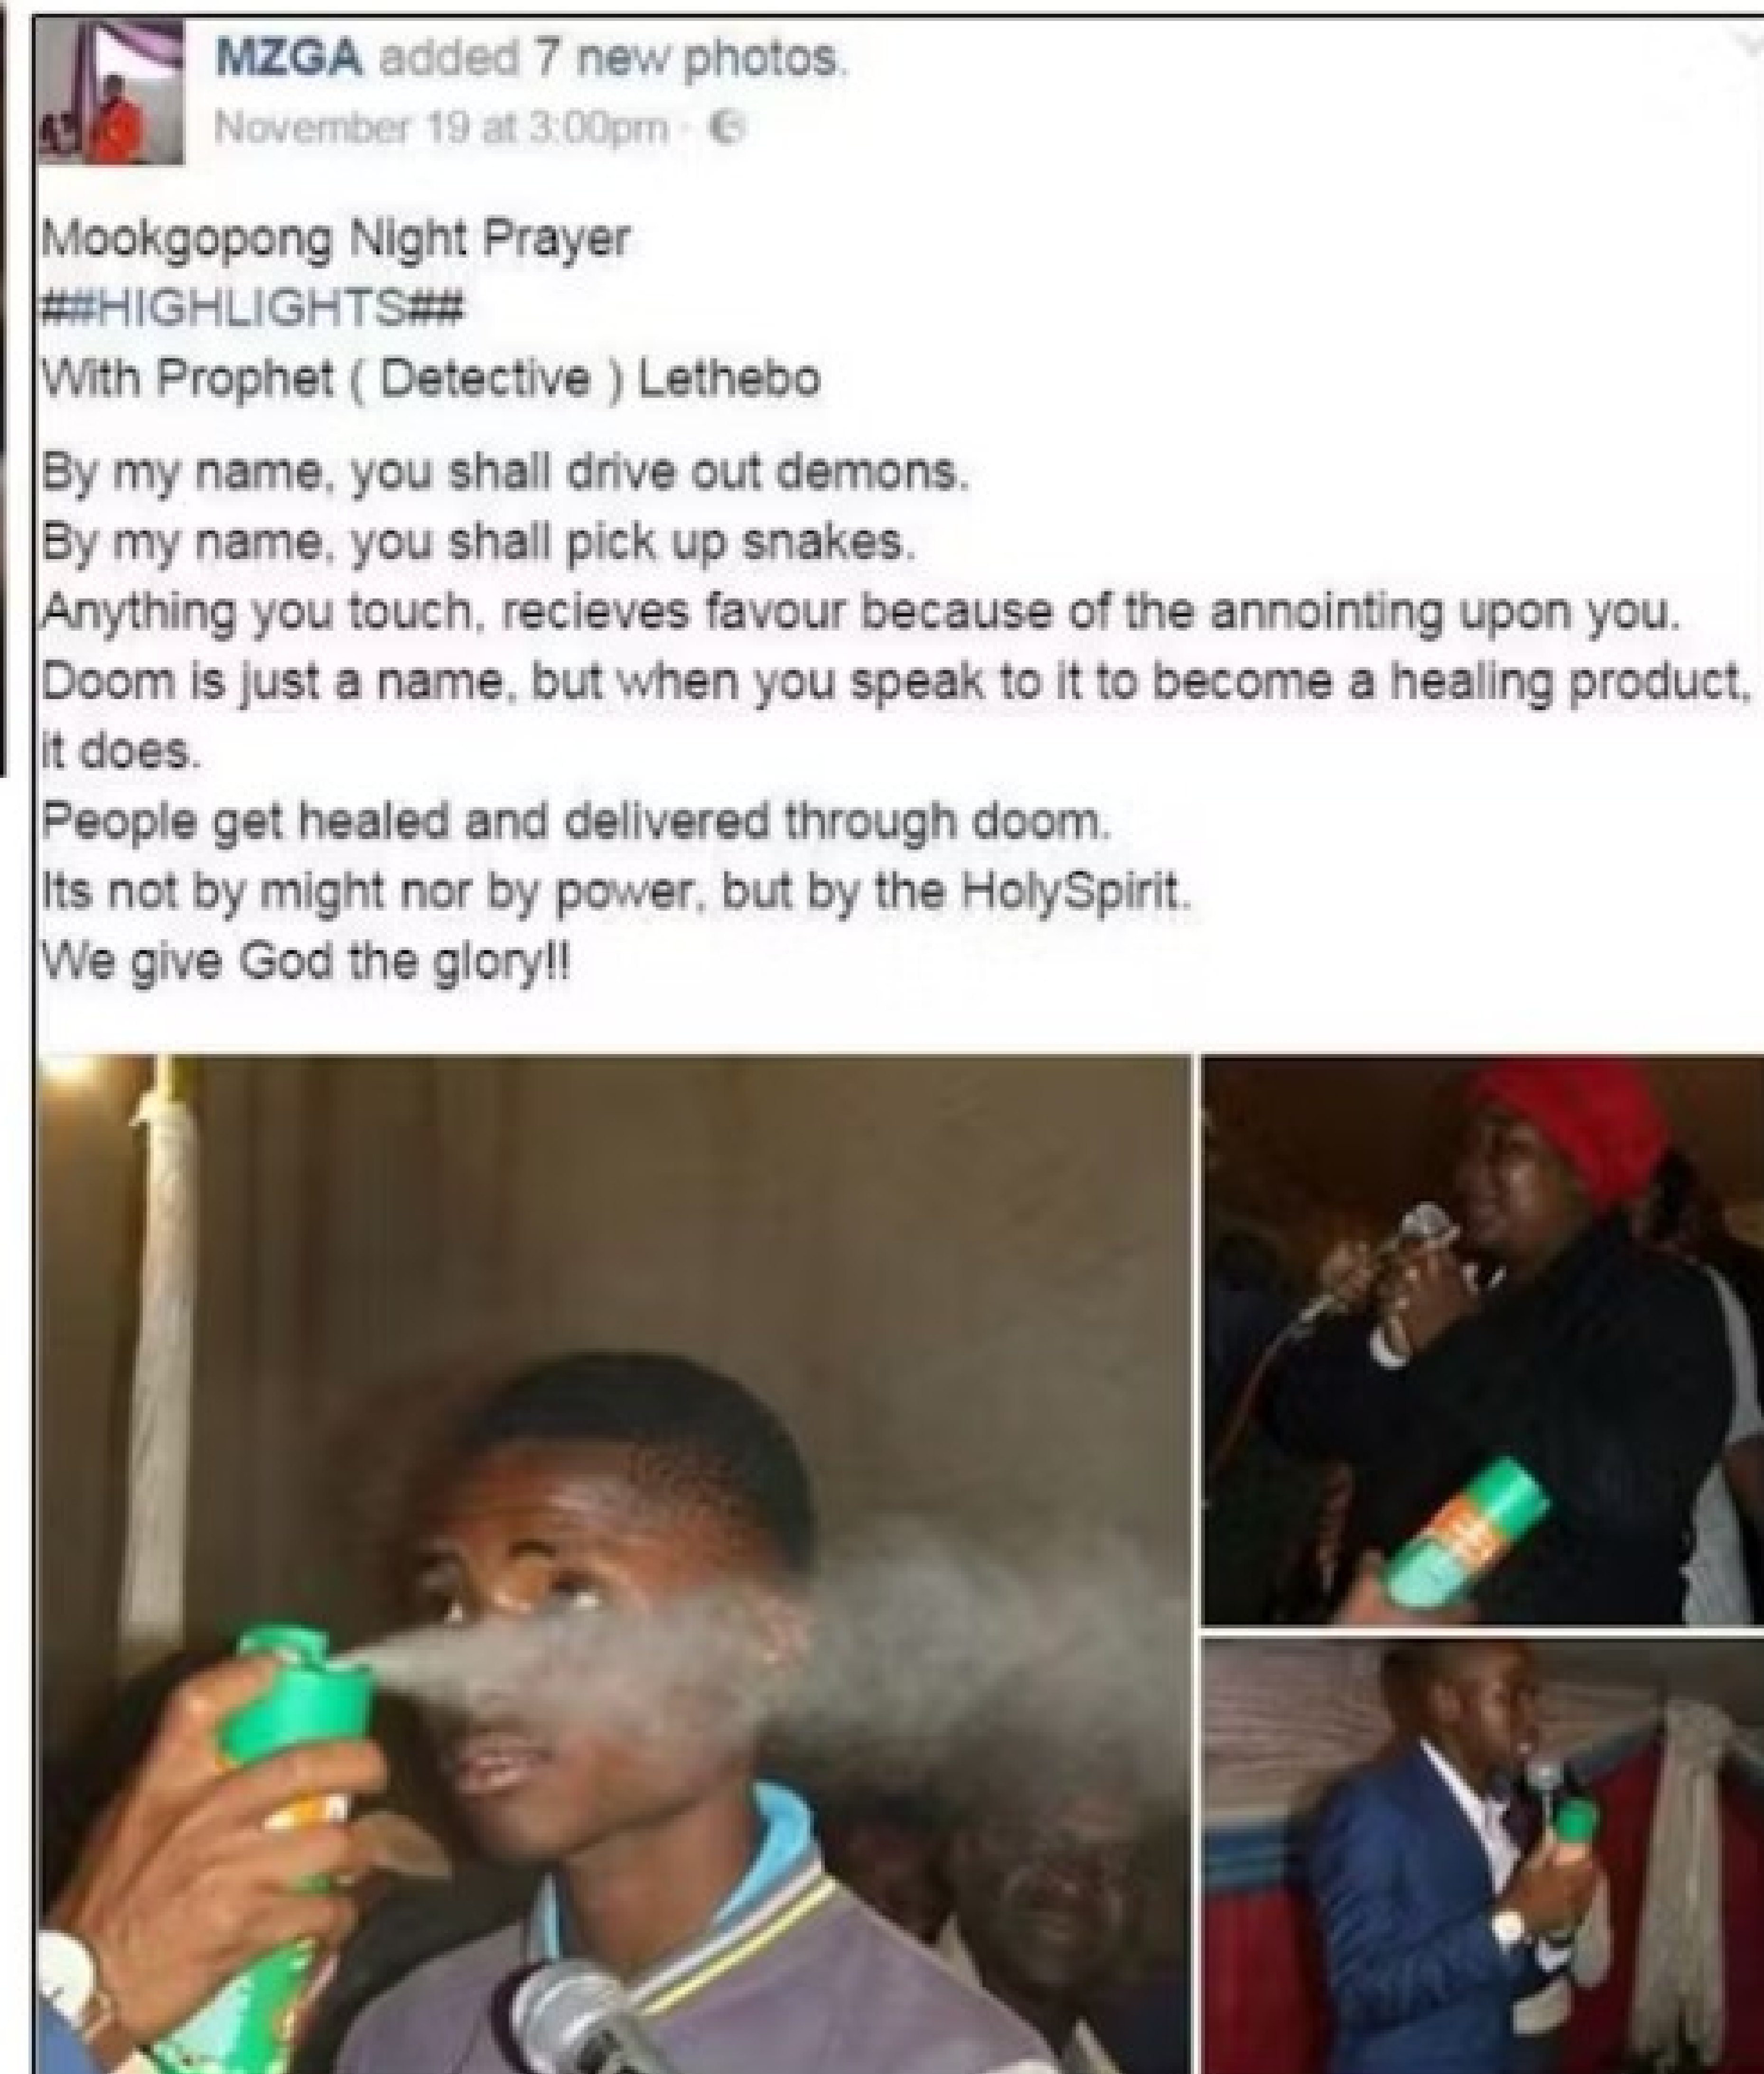 MZGA added 7 new photos.
November 19 at 3:00pm ·
Mookgopong Night Prayer
##HIGHLIGHTS##
With Prophet ( Detective ) Lethebo
By my name, you shall drive out demons.
By my name, you shall pick up snakes.
Anything you touch, recieves favour because of the annointing upon you.
Doom is just a name, but when you speak to it to become a healing product,
it does.
People get healed and delivered through doom.
Its not by might nor by power, but by the HolySpirit.
We give God the glory!!